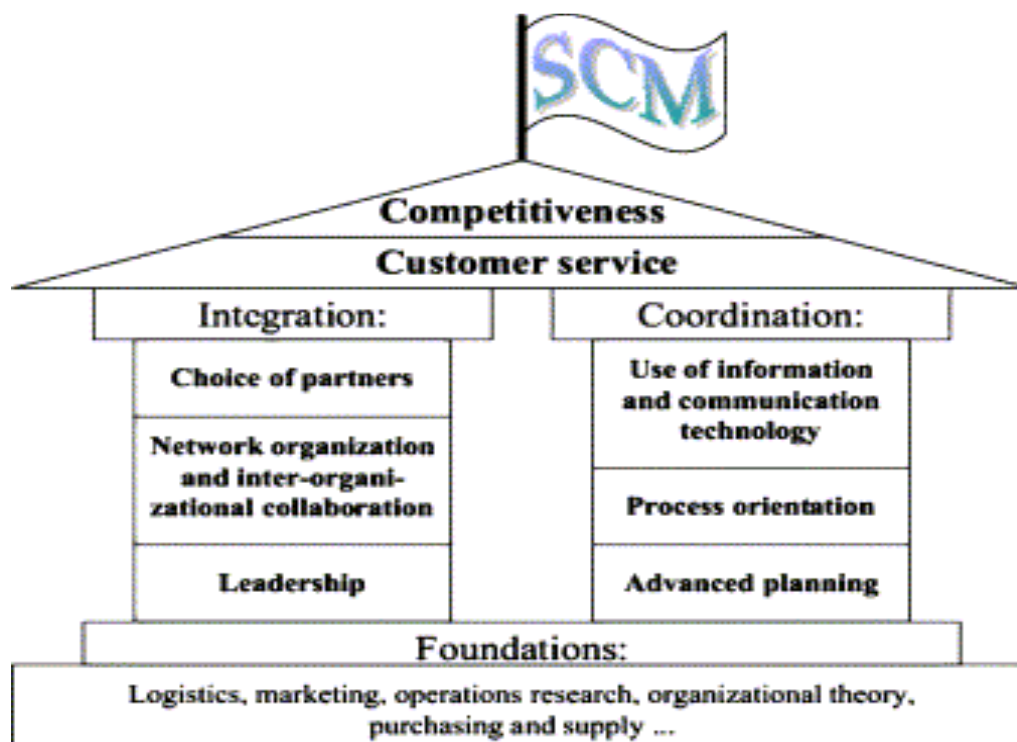 SCM
Competitiveness
Customer service
Integration:
Choice of partners
Network organization
and inter-organi-
zational collaboration
Leadership
Coordination:
Use of information
and communication
technology
Process orientation
Advanced planning
Foundations:
Logistics, marketing, operations research, organizational theory,
purchasing and supply ...